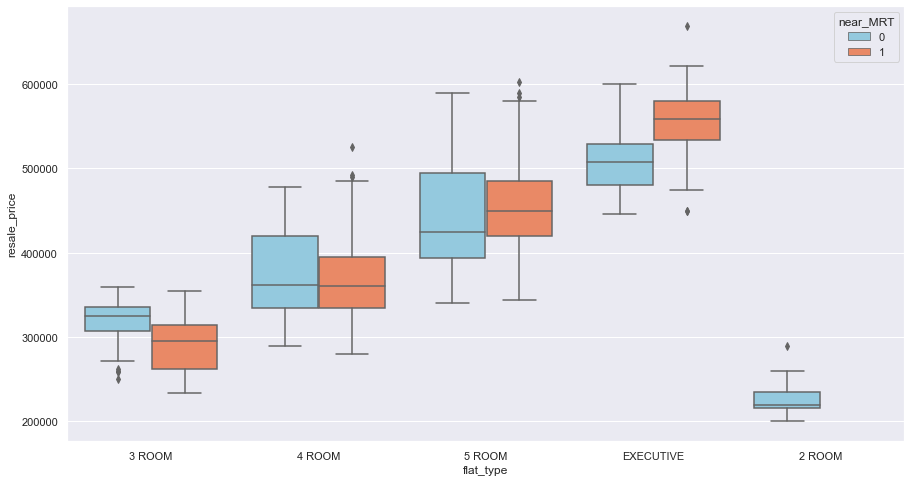 near_MRT
0
1
600000
500000
400000
300000
200000
resale_price
3 ROOM
4 ROOM
5 ROOM
EXECUTIVE
2 ROOM
flat_type